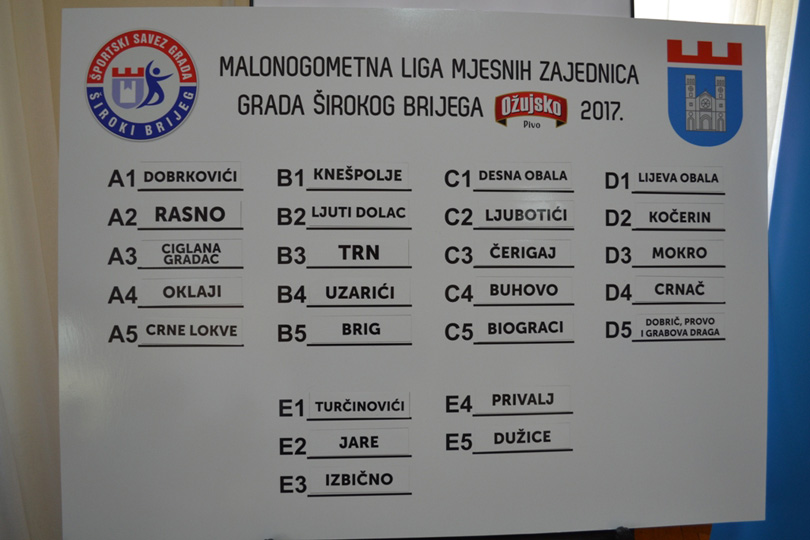 ŠPORTSKI SAVEZ GRADA
ŠIROKI BRIJEG
MALONOGOMETNA LIGA MJESNIH ZAJEDNICA
GRADA ŠIROKOG BRIJEGA Ožujsko Pivo 2017.
A1 DOBRKOVIĆI
A2 RASNO
A3 CIGLANA
GRADAC
A4 OKLAJI
A5 CRNE LOKVE
B1 KNEŠPOLJE
B2 LJUTI DOLAC
B3 TRN
B4 UZARIĆI
B5 BRIG
C1 DESNA OBALA
C2 LJUBOTIĆI
C3 ČERIGAJ
C4 BUHOVO
C5 BIOGRACI
D1 LIJEVA OBALA
D2 KOČERIN
D3 MOKRO
D4 CRNAČ
D5 DOBRIČ, PROVO
I GRABOVA DRAGA
E1 TURČINOVIĆI
E2 JARE
E3 IZBIČNO
E4 PRIVALJ
E5 DUŽICE